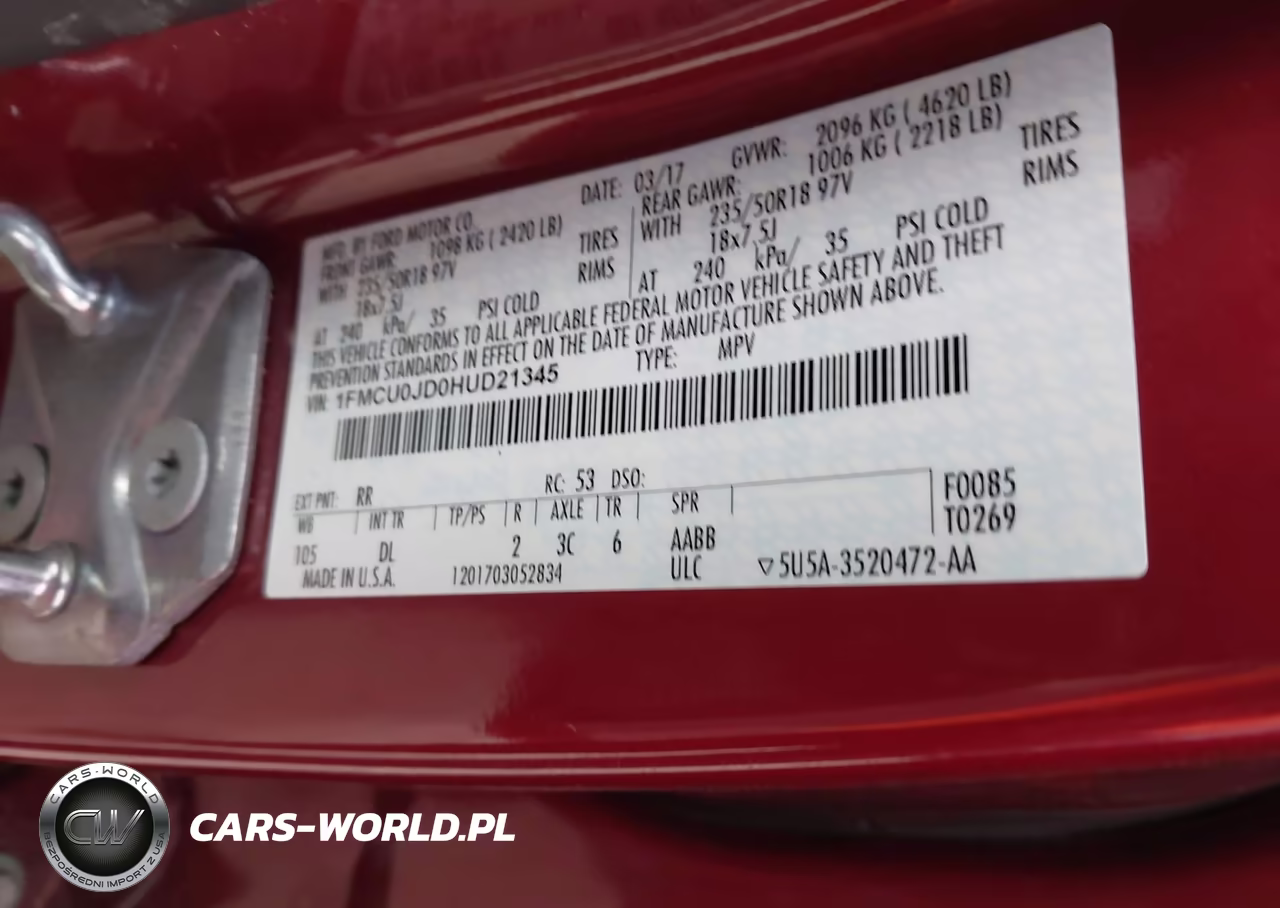 MFD. BY FORD MOTOR CO. DATE: 03/17 GVWR: 2096 KG ( 4620 LB)
FRONT GAWR: 1098 KG ( 2420 LB) REAR GAWR: 1006 KG ( 2218 LB)
WITH 235/50R18 97V TIRES WITH 235/50R18 97V TIRES
18x7.5J RIMS 18x7.5J RIMS
AT 240 kPa/ 35 PSI COLD AT 240 kPa/ 35 PSI COLD
THIS VEHICLE CONFORMS TO ALL APPLICABLE FEDERAL MOTOR VEHICLE SAFETY AND THEFT
PREVENTION STANDARDS IN EFFECT ON THE DATE OF MANUFACTURE SHOWN ABOVE.
VIN: 1FMCU0JD0HUD21345 TYPE: MPV
EXT PNT: RR RC: 53 DSO: F0085
WB INT TR TP/PS R AXLE TR SPR T0269
105 DL 2 3C 6 AABB
MADE IN U.S.A. 1201703052834 ULC ▽5U5A-3520472-AA
CARS-WORLD
CW
BEZPOŚREDNI IMPORT Z USA
CARS-WORLD.PL